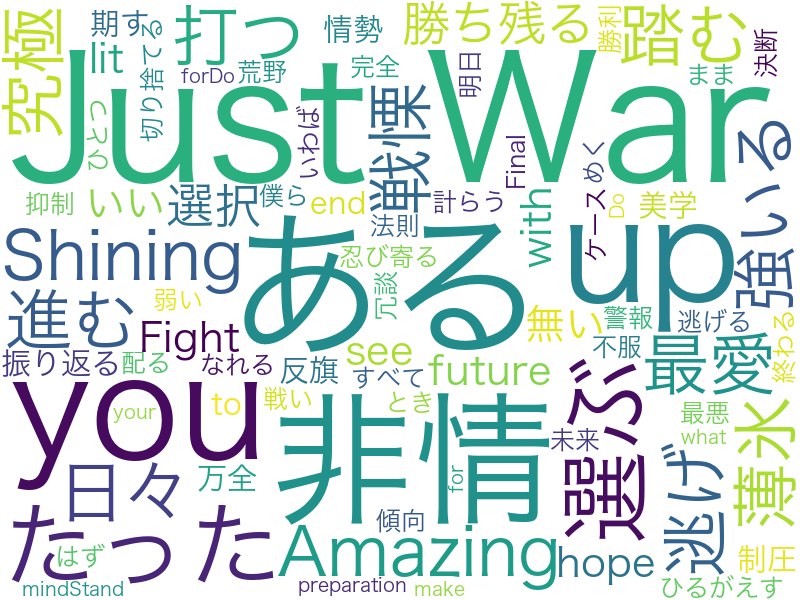 究極
期す
lit
ことひ
切り捨てる
打つ
forDo
荒野
情勢
完全
いわば
勝ち残る
明日
勝利
踏む
まま
決断
Just War
戦慄
Final
めく
ケース
強いる
抑制
いい
選択
僕ら
end
計らう
with
Do
美学
法則
Shining
ある
up
忍び寄る
冗談
進む
弱い
Fight
無い
警報
逃げる
不服
終わる
振り返る
配る
なれる
反旗
see
すべて
future
最愛
you
your
to
戦い
とき
非情
選ぶ
最悪
what
薄氷
日々
万全
for
未来
逃げ
たった
はず
傾向
Amazing
hope
制圧
mindStand
preparation
make
ひるがえす